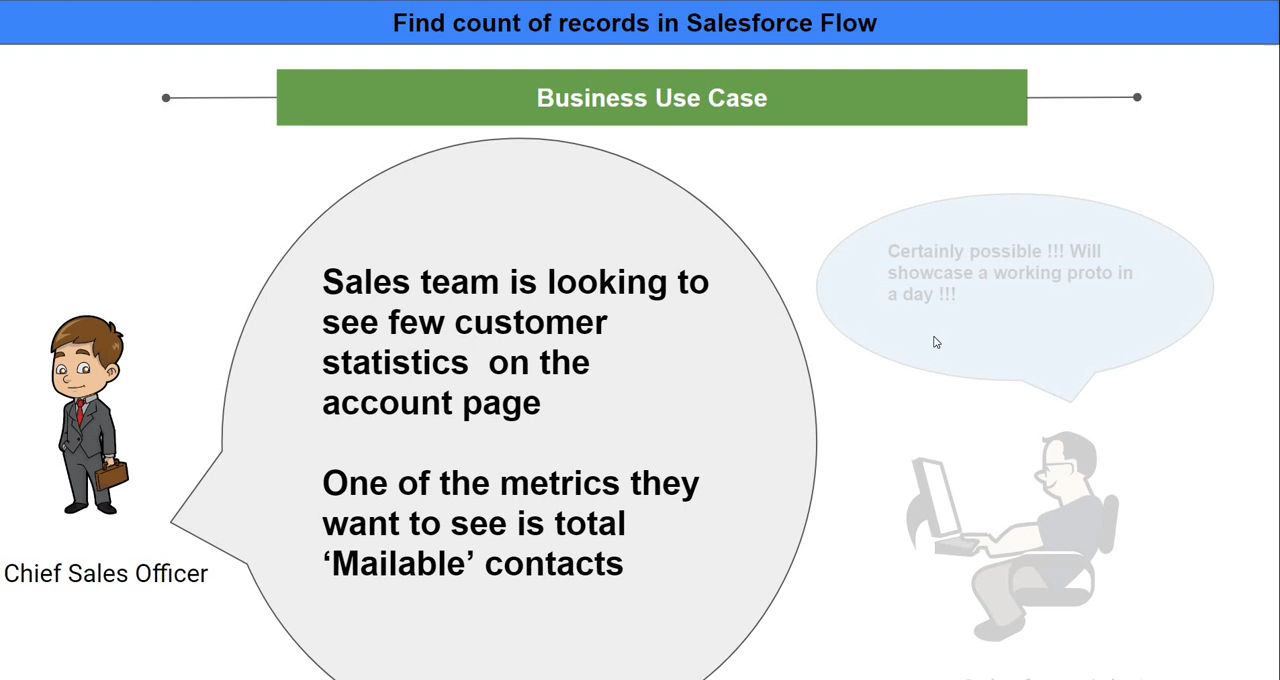 Find count of records in Salesforce Flow
Business Use Case
Sales team is looking to
see few customer
statistics  on the
account page
One of the metrics they
want to see is total
‘Mailable’ contacts
Chief Sales Officer
Certainly possible !!! Will
showcase a working proto in
a day !!!